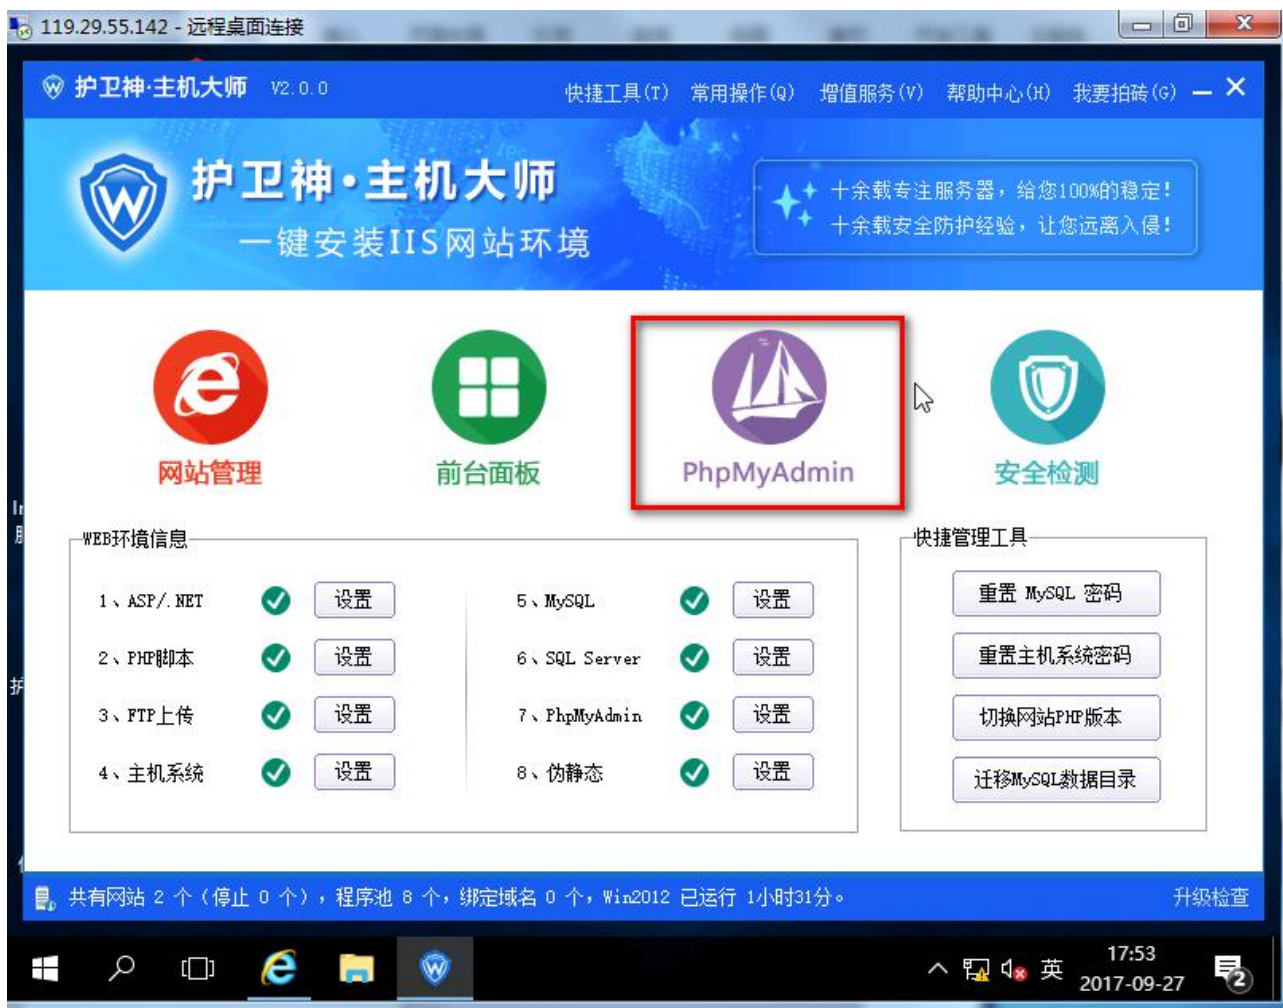 119.29.55.142 - 远程桌面连接
护卫神·主机大师 V2.0.0
快捷工具(T) 常用操作(Q) 增值服务(V) 帮助中心(H) 我要拍砖(G)
护卫神·主机大师
一键安装IIS网站环境
十余载专注服务器，给您100%的稳定！
十余载安全防护经验，让您远离入侵！
网站管理
前台面板
PhpMyAdmin
安全检测
WEB环境信息
1、ASP/.NET 设置
2、PHP脚本 设置
3、FTP上传 设置
4、主机系统 设置
5、MySQL 设置
6、SQL Server 设置
7、PhpMyAdmin 设置
8、伪静态 设置
快捷管理工具
重置 MySQL 密码
重置主机系统密码
切换网站PHP版本
迁移MySQL数据目录
共有网站 2 个（停止 0 个），程序池 8 个，绑定域名 0 个，Win2012 已运行 1小时31分。
升级检查
英
17:53
2017-09-27
2